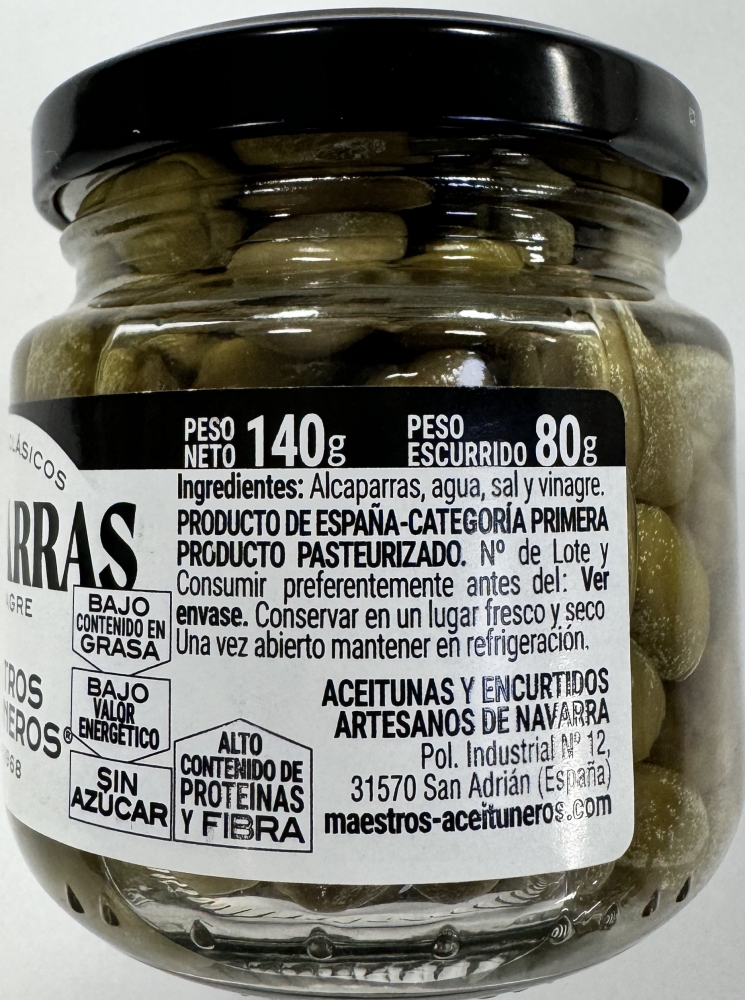 CLÁSICOS
ARRAS
AGRE
TROS
NEROS®
868
BAJO
CONTENIDO EN
GRASA
BAJO
VALOR
ENERGÉTICO
SIN
AZÚCAR
ALTO
CONTENIDO DE
PROTEÍNAS
Y FIBRA
PESO NETO 140g
PESO ESCURRIDO 80g
Ingredientes: Alcaparras, agua, sal y vinagre.
PRODUCTO DE ESPAÑA-CATEGORÍA PRIMERA
PRODUCTO PASTEURIZADO. Nº de Lote y
Consumir preferentemente antes del: Ver
envase. Conservar en un lugar fresco y seco
Una vez abierto mantener en refrigeración.
ACEITUNAS Y ENCURTIDOS
ARTESANOS DE NAVARRA
Pol. Industrial Nº 12,
31570 San Adrián (España)
maestros-aceituneros.com